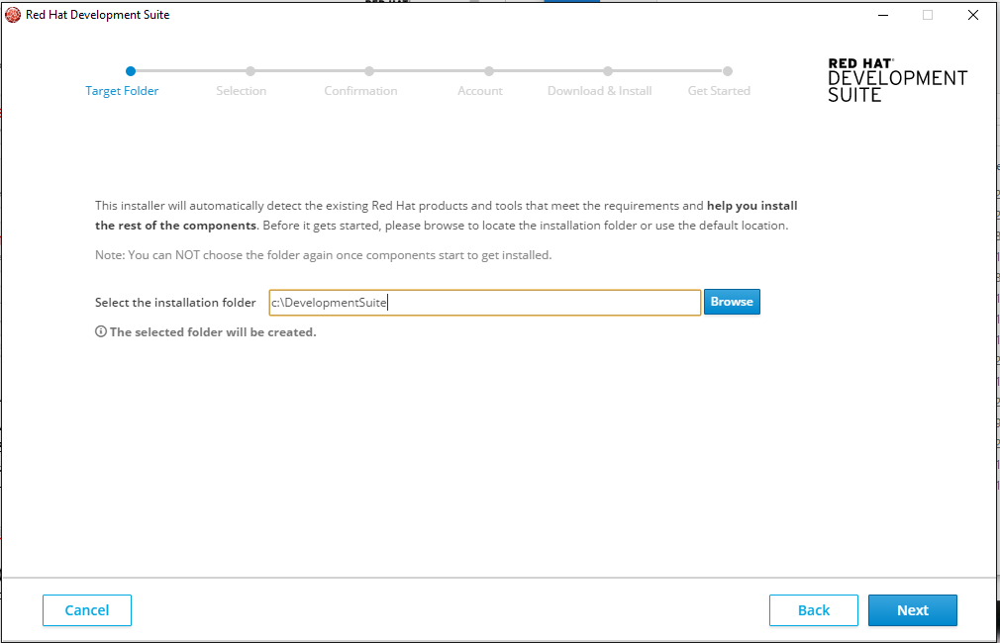 Red Hat Development Suite
RED HAT®
DEVELOPMENT
SUITE
Target Folder
Selection
Confirmation
Account
Download & Install
Get Started
This installer will automatically detect the existing Red Hat products and tools that meet the requirements and help you install
the rest of the components. Before it gets started, please browse to locate the installation folder or use the default location.
Note: You can NOT choose the folder again once components start to get installed.
Select the installation folder
c:\DevelopmentSuite
Browse
The selected folder will be created.
Cancel
Back
Next